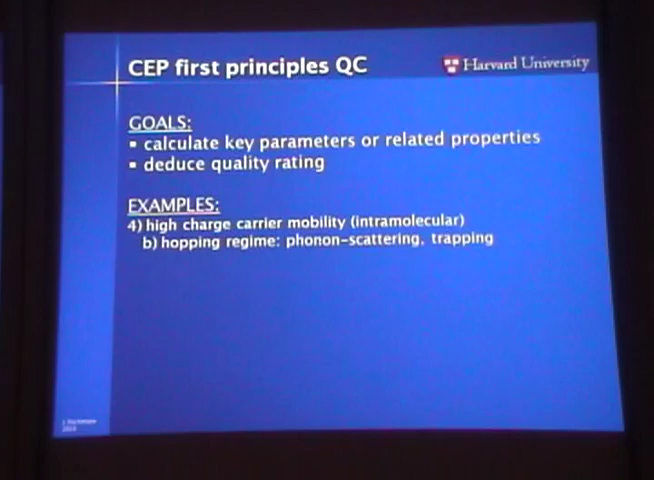 CEP first principles QC
Harvard University
GOALS:
▪ calculate key parameters or related properties
▪ deduce quality rating
EXAMPLES:
4) high charge carrier mobility (intramolecular)
b) hopping regime: phonon-scattering, trapping